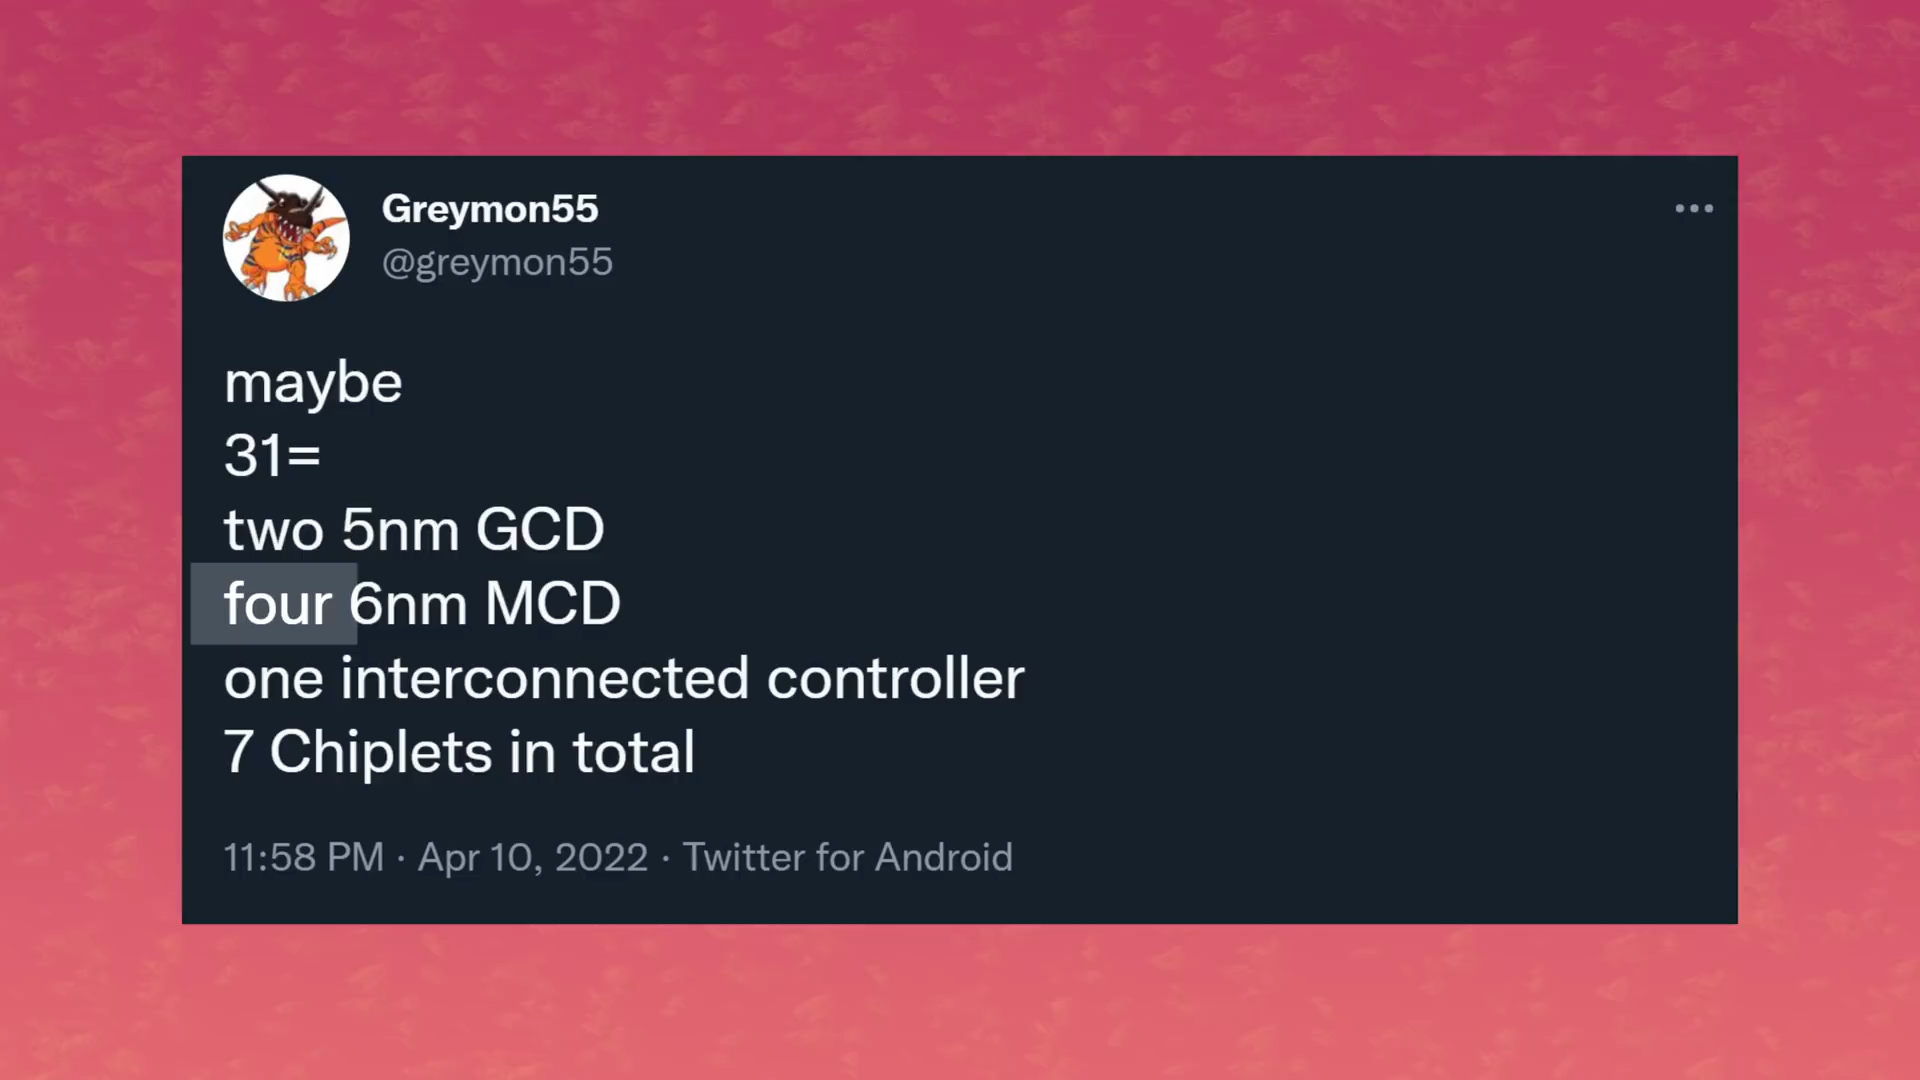 Greymon55
@greymon55
maybe
31=
two 5nm GCD
four 6nm MCD
one interconnected controller
7 Chiplets in total
11:58 PM · Apr 10, 2022 · Twitter for Android